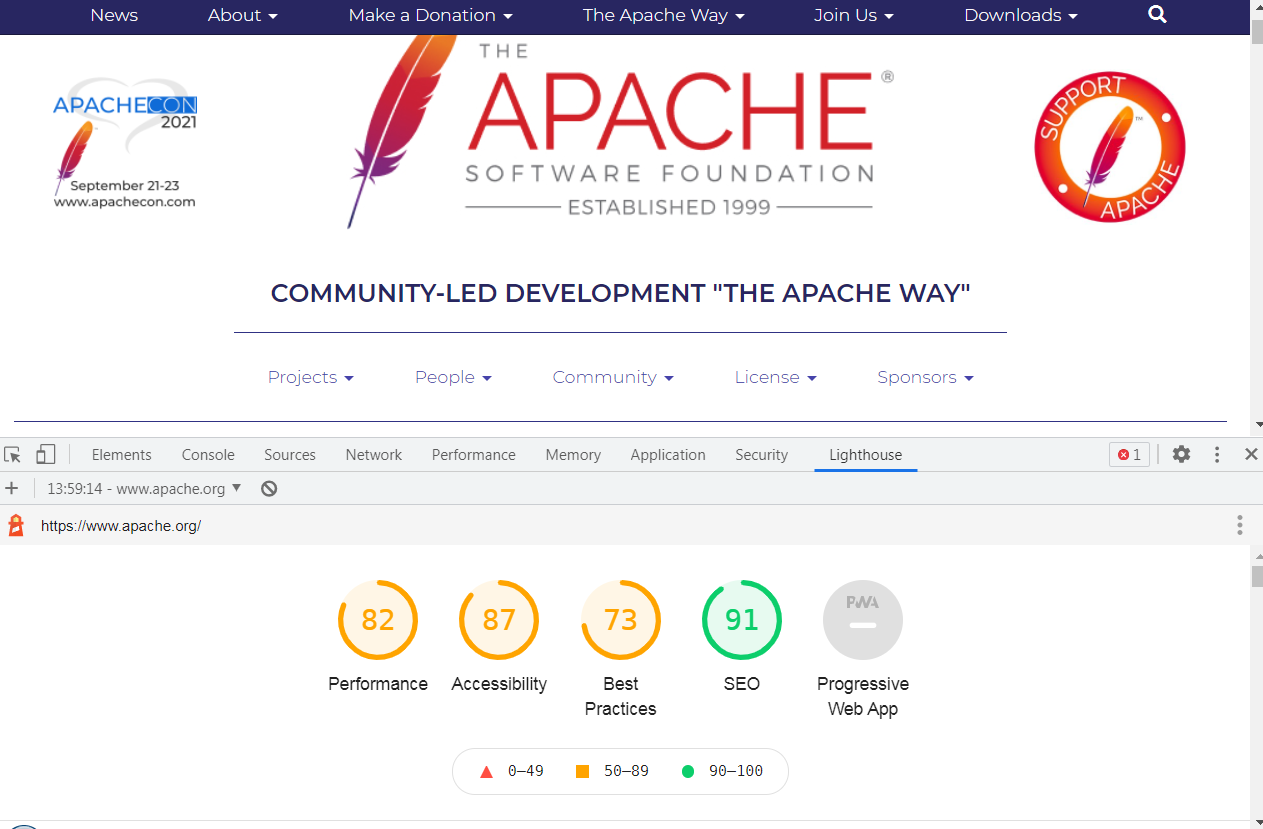 News About Make a Donation The Apache Way Join Us Downloads
APACHECON
2021
September 21-23
www.apachecon.com
THE
APACHE®
SOFTWARE FOUNDATION
ESTABLISHED 1999
SUPPORT
APACHE
TM
COMMUNITY-LED DEVELOPMENT "THE APACHE WAY"
Projects People Community License Sponsors
Elements Console Sources Network Performance Memory Application Security Lighthouse 1
13:59:14 - www.apache.org
https://www.apache.org/
82 87 73 91 PWA
Performance Accessibility Best Practices SEO Progressive Web App
0–49 50–89 90–100